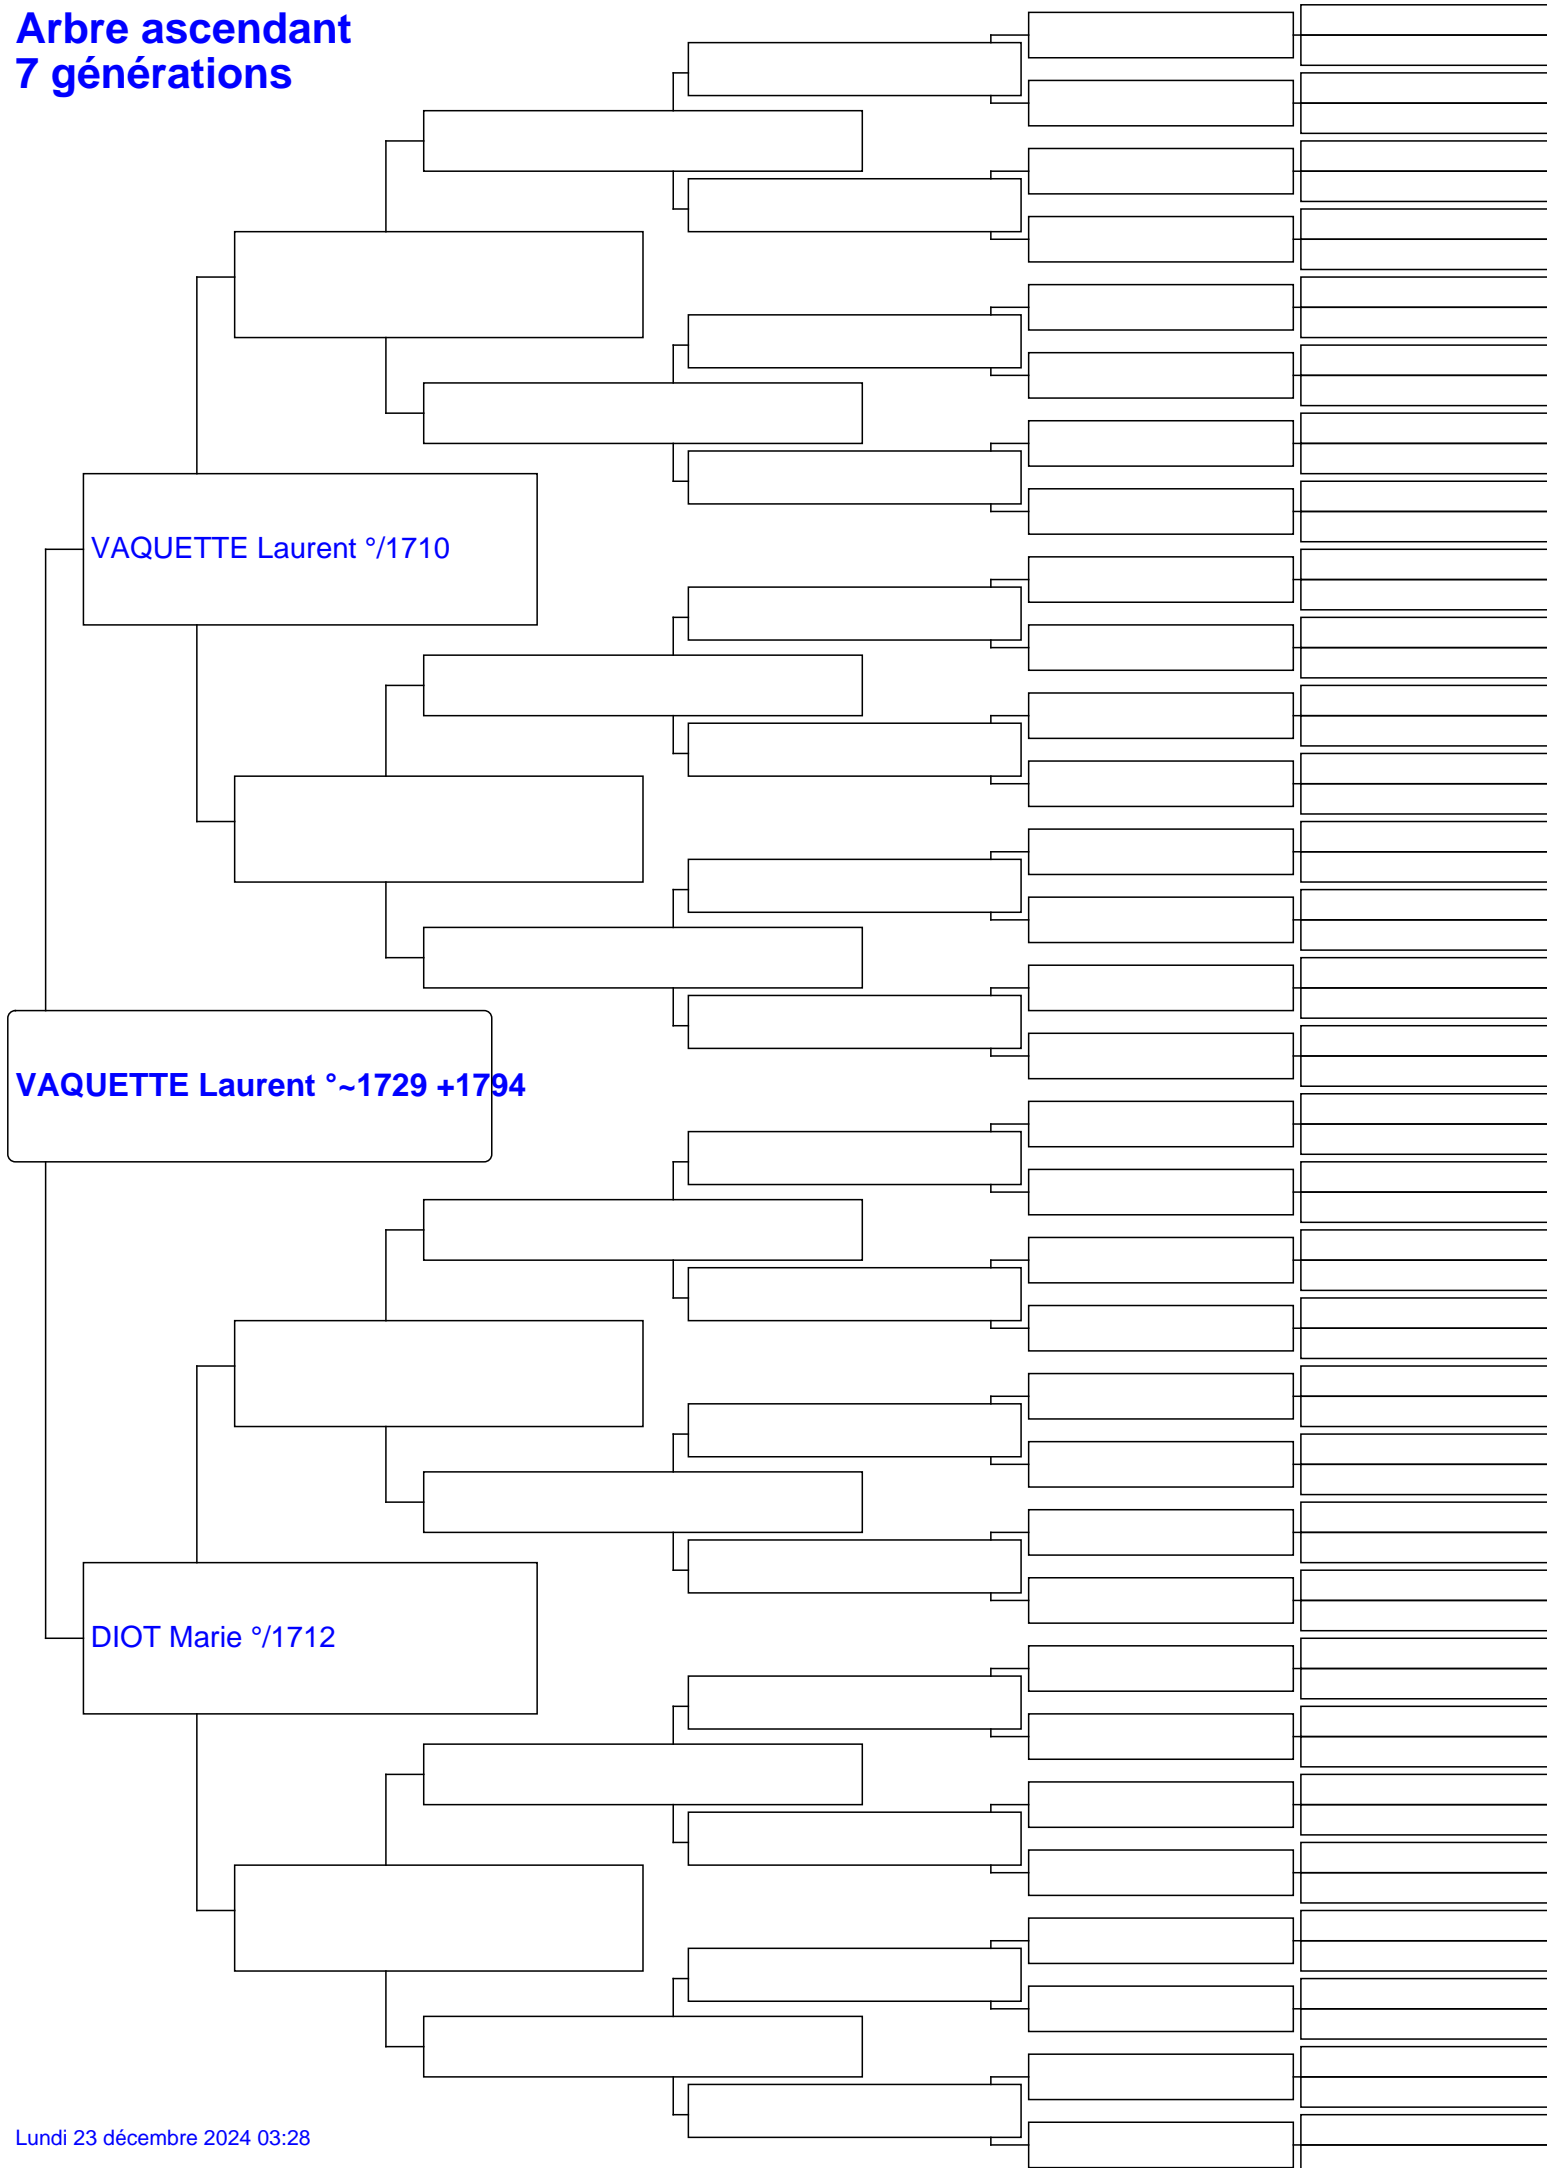 Arbre ascendant
7 générations
VAQUETTE Laurent °/1710
VAQUETTE Laurent °~1729 +1794
DIOT Marie °/1712
Lundi 23 décembre 2024 03:28